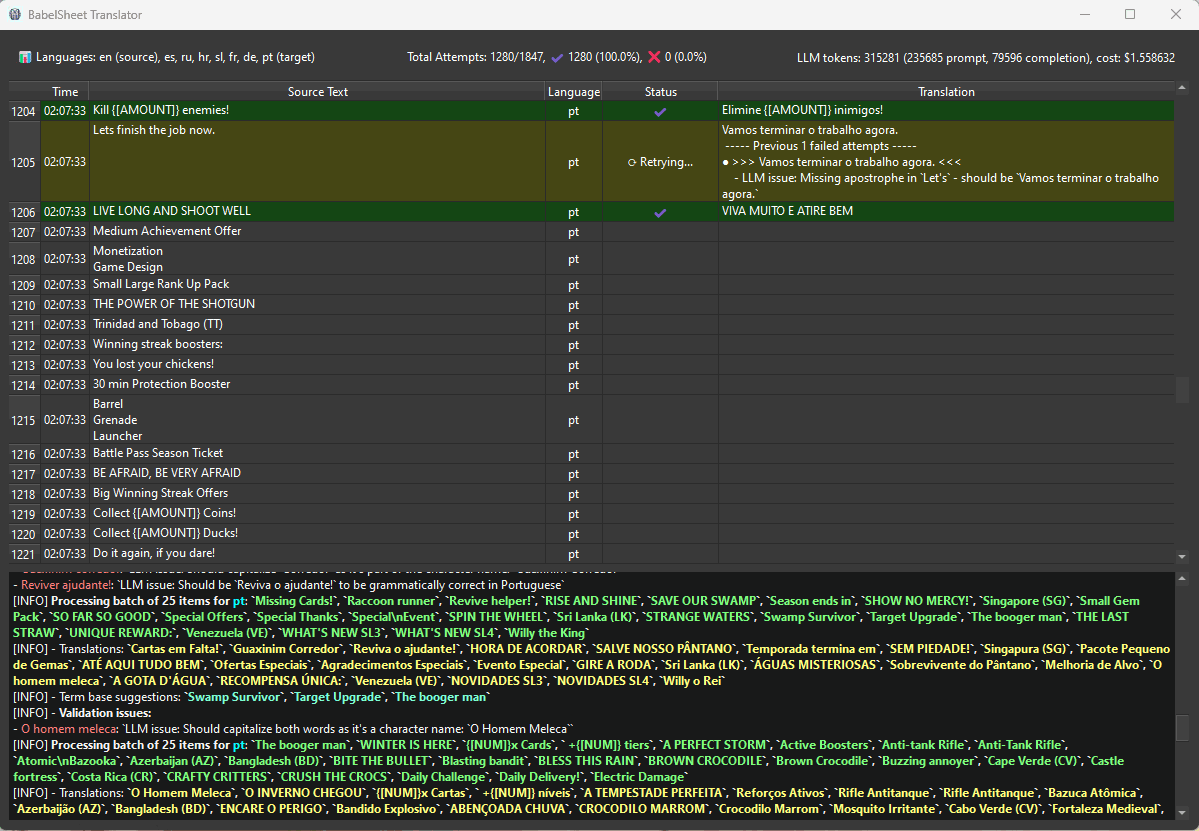 BabelSheet Translator
Languages: en (source), es, ru, hr, sl, fr, de, pt (target)
Total Attempts: 1280/1847, ✓ 1280 (100.0%), ❌ 0 (0.0%)
LLM tokens: 315281 (235685 prompt, 79596 completion), cost: $1.558632
Time Source Text Language Status Translation
1204 02:07:33 Kill {[AMOUNT]} enemies! pt ✓ Elimine {[AMOUNT]} inimigos!
1205 02:07:33 Lets finish the job now. pt ⟳ Retrying... Vamos terminar o trabalho agora.
----- Previous 1 failed attempts -----
● >>> Vamos terminar o trabalho agora. <<<
- LLM issue: Missing apostrophe in `Let's` - should be `Vamos terminar o trabalho
agora.`
1206 02:07:33 LIVE LONG AND SHOOT WELL pt ✓ VIVA MUITO E ATIRE BEM
1207 02:07:33 Medium Achievement Offer pt
1208 02:07:33 Monetization pt
Game Design
1209 02:07:33 Small Large Rank Up Pack pt
1210 02:07:33 THE POWER OF THE SHOTGUN pt
1211 02:07:33 Trinidad and Tobago (TT) pt
1212 02:07:33 Winning streak boosters: pt
1213 02:07:33 You lost your chickens! pt
1214 02:07:33 30 min Protection Booster pt
1215 02:07:33 Barrel pt
Grenade
Launcher
1216 02:07:33 Battle Pass Season Ticket pt
1217 02:07:33 BE AFRAID, BE VERY AFRAID pt
1218 02:07:33 Big Winning Streak Offers pt
1219 02:07:33 Collect {[AMOUNT]} Coins! pt
1220 02:07:33 Collect {[AMOUNT]} Ducks! pt
1221 02:07:33 Do it again, if you dare! pt
- Reviver ajudante!: `LLM issue: Should be `Reviva o ajudante!` to be grammatically correct in Portuguese`
[INFO] Processing batch of 25 items for pt: `Missing Cards!`, `Raccoon runner`, `Revive helper!`, `RISE AND SHINE`, `SAVE OUR SWAMP`, `Season ends in`, `SHOW NO MERCY!`, `Singapore (SG)`, `Small Gem
Pack`, `SO FAR SO GOOD`, `Special Offers`, `Special Thanks`, `Special\nEvent`, `SPIN THE WHEEL`, `Sri Lanka (LK)`, `STRANGE WATERS`, `Swamp Survivor`, `Target Upgrade`, `The booger man`, `THE LAST
STRAW`, `UNIQUE REWARD:`, `Venezuela (VE)`, `WHAT'S NEW SL3`, `WHAT'S NEW SL4`, `Willy the King`
[INFO] - Translations: `Cartas em Falta!`, `Guaxinim Corredor`, `Reviva o ajudante!`, `HORA DE ACORDAR`, `SALVE NOSSO PÂNTANO`, `Temporada termina em`, `SEM PIEDADE!`, `Singapura (SG)`, `Pacote Pequeno
de Gemas`, `ATÉ AQUI TUDO BEM`, `Ofertas Especiais`, `Agradecimentos Especiais`, `Evento Especial`, `GIRE A RODA`, `Sri Lanka (LK)`, `ÁGUAS MISTERIOSAS`, `Sobrevivente do Pântano`, `Melhoria de Alvo`, `O
homem meleca`, `A GOTA D'ÁGUA`, `RECOMPENSA ÚNICA:`, `Venezuela (VE)`, `NOVIDADES SL3`, `NOVIDADES SL4`, `Willy o Rei`
[INFO] - Term base suggestions: `Swamp Survivor`, `Target Upgrade`, `The booger man`
[INFO] - Validation issues:
- O homem meleca: `LLM issue: Should capitalize both words as it's a character name: `O Homem Meleca``
[INFO] Processing batch of 25 items for pt: `The booger man`, `WINTER IS HERE`, `{[NUM]}x Cards`, ` +{[NUM]} tiers`, `A PERFECT STORM`, `Active Boosters`, `Anti-tank Rifle`, `Anti-Tank Rifle`,
`Atomic\nBazooka`, `Azerbaijan (AZ)`, `Bangladesh (BD)`, `BITE THE BULLET`, `Blasting bandit`, `BLESS THIS RAIN`, `BROWN CROCODILE`, `Brown Crocodile`, `Buzzing annoyer`, `Cape Verde (CV)`, `Castle
fortress`, `Costa Rica (CR)`, `CRAFTY CRITTERS`, `CRUSH THE CROCS`, `Daily Challenge`, `Daily Delivery!`, `Electric Damage`
[INFO] - Translations: `O Homem Meleca`, `O INVERNO CHEGOU`, `{[NUM]}x Cartas`, ` +{[NUM]} níveis`, `A TEMPESTADE PERFEITA`, `Reforços Ativos`, `Rifle Antitanque`, `Rifle Antitanque`, `Bazuca Atômica`,
`Azerbaijão (AZ)`, `Bangladesh (BD)`, `ENCARE O PERIGO`, `Bandido Explosivo`, `ABENÇOADA CHUVA`, `CROCODILO MARROM`, `Crocodilo Marrom`, `Mosquito Irritante`, `Cabo Verde (CV)`, `Fortaleza Medieval`,